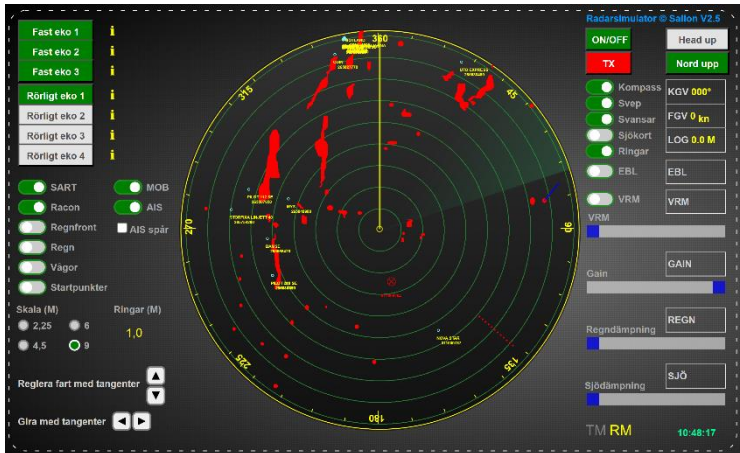 Radarsimulator © Sailon V2.5
Fast eko 1 i
Fast eko 2 i
Fast eko 3 i
Rörligt eko 1 i
Rörligt eko 2 i
Rörligt eko 3 i
Rörligt eko 4 i
SART
MOB
Racon
AIS
Regnfront
AIS spår
Regn
Vågor
Startpunkter
Skala (M)
Ringar (M)
2,25
6
1,0
4,5
9
Reglera fart med tangenter
Gira med tangenter
360
45
90
135
180
225
270
315
NOVA STAR
ON/OFF
Head up
TX
Nord upp
Kompass
KGV 000°
Svep
Svansar
FGV 0 kn
Sjökort
LOG 0.0 M
Ringar
EBL
EBL
VRM
VRM
VRM
GAIN
Gain
REGN
Regndämpning
SJÖ
Sjödämpning
TM RM
10:48:17